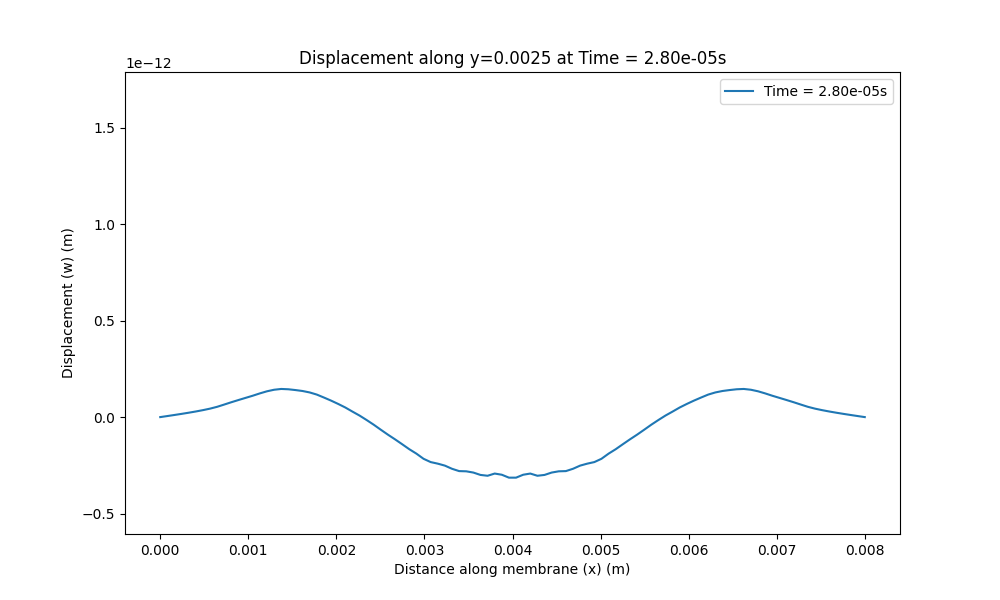 Displacement along y=0.0025 at Time = 2.80e-05s
1e−12
Time = 2.80e-05s
1.5
1.0
0.5
0.0
−0.5
Displacement (w) (m)
0.000 0.001 0.002 0.003 0.004 0.005 0.006 0.007 0.008
Distance along membrane (x) (m)